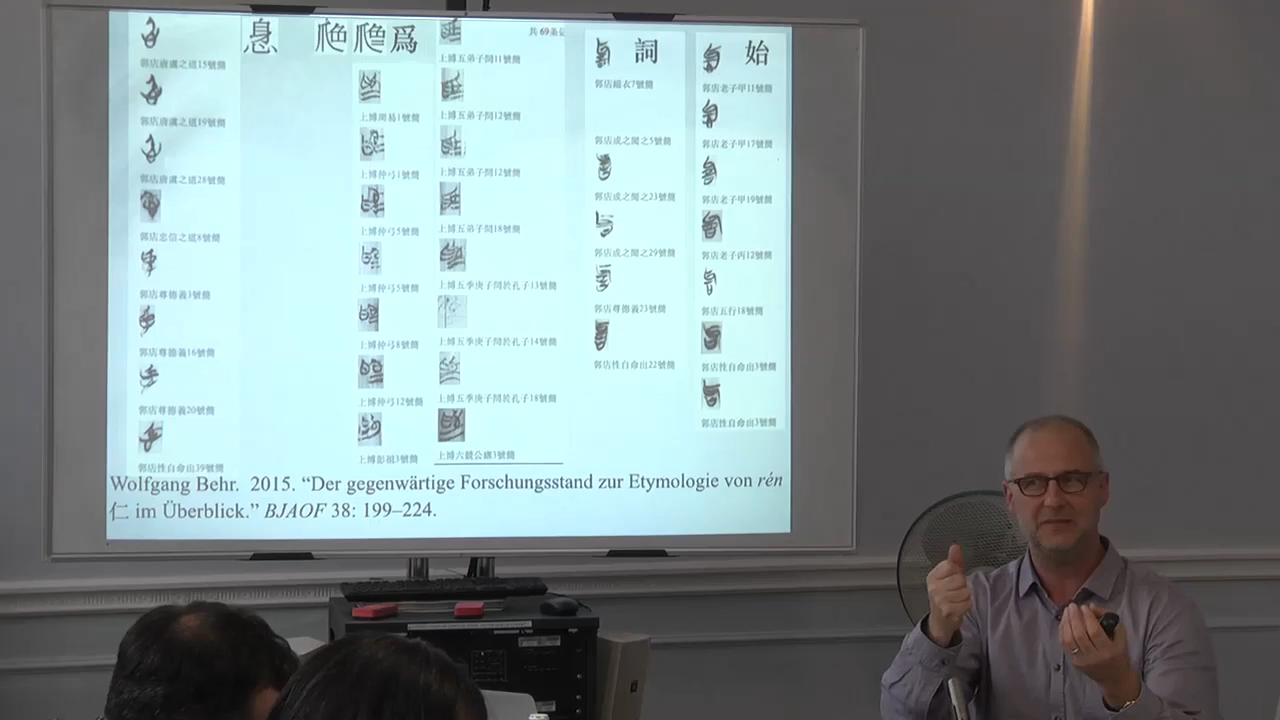 息
爲
共 69條
詞
始
郭店唐虞之道15號簡
郭店唐虞之道19號簡
郭店唐虞之道28號簡
郭店忠信之道8號簡
郭店尊德義3號簡
郭店尊德義16號簡
郭店尊德義20號簡
郭店性自命出39號簡
上博周易1號簡
上博仲弓1號簡
上博仲弓5號簡
上博仲弓5號簡
上博仲弓8號簡
上博仲弓12號簡
上博彭祖3號簡
上博五弟子問11號簡
上博五弟子問12號簡
上博五弟子問12號簡
上博五弟子問18號簡
上博五季庚子問於孔子13號簡
上博五季庚子問於孔子14號簡
上博五季庚子問於孔子18號簡
上博六競公瘧3號簡
郭店緇衣7號簡
郭店成之聞之5號簡
郭店成之聞之23號簡
郭店成之聞之29號簡
郭店尊德義23號簡
郭店性自命出22號簡
郭店老子甲11號簡
郭店老子甲17號簡
郭店老子甲19號簡
郭店老子丙12號簡
郭店五行18號簡
郭店性自命出3號簡
郭店性自命出3號簡
Wolfgang Behr. 2015. “Der gegenwärtige Forschungsstand zur Etymologie von rén
仁 im Überblick.” BJAOF 38: 199–224.